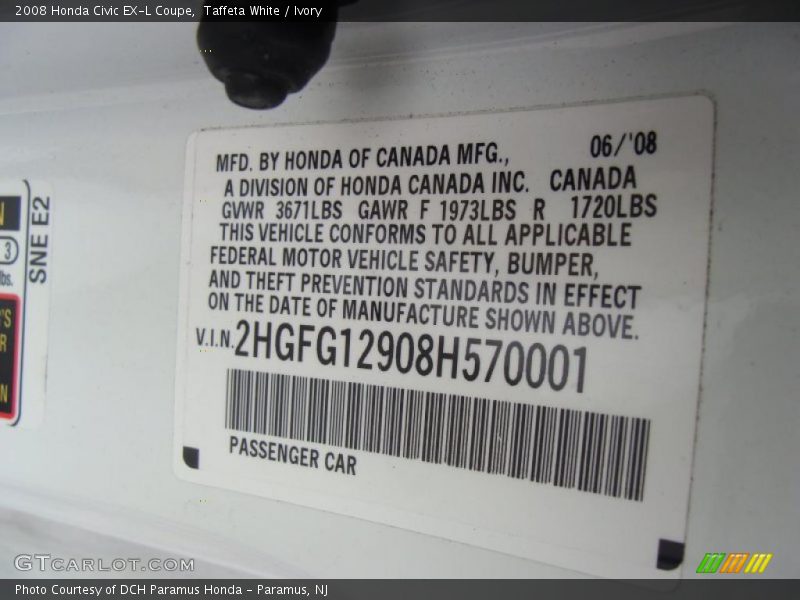 2008 Honda Civic EX-L Coupe, Taffeta White / Ivory
MFD. BY HONDA OF CANADA MFG., 06/'08
A DIVISION OF HONDA CANADA INC. CANADA
GVWR 3671LBS GAWR F 1973LBS R 1720LBS
THIS VEHICLE CONFORMS TO ALL APPLICABLE
FEDERAL MOTOR VEHICLE SAFETY, BUMPER,
AND THEFT PREVENTION STANDARDS IN EFFECT
ON THE DATE OF MANUFACTURE SHOWN ABOVE.
V.I.N. 2HGFG12908H570001
PASSENGER CAR
SNE E2
3
lbs.
GTCARLOT.COM
Photo Courtesy of DCH Paramus Honda - Paramus, NJ